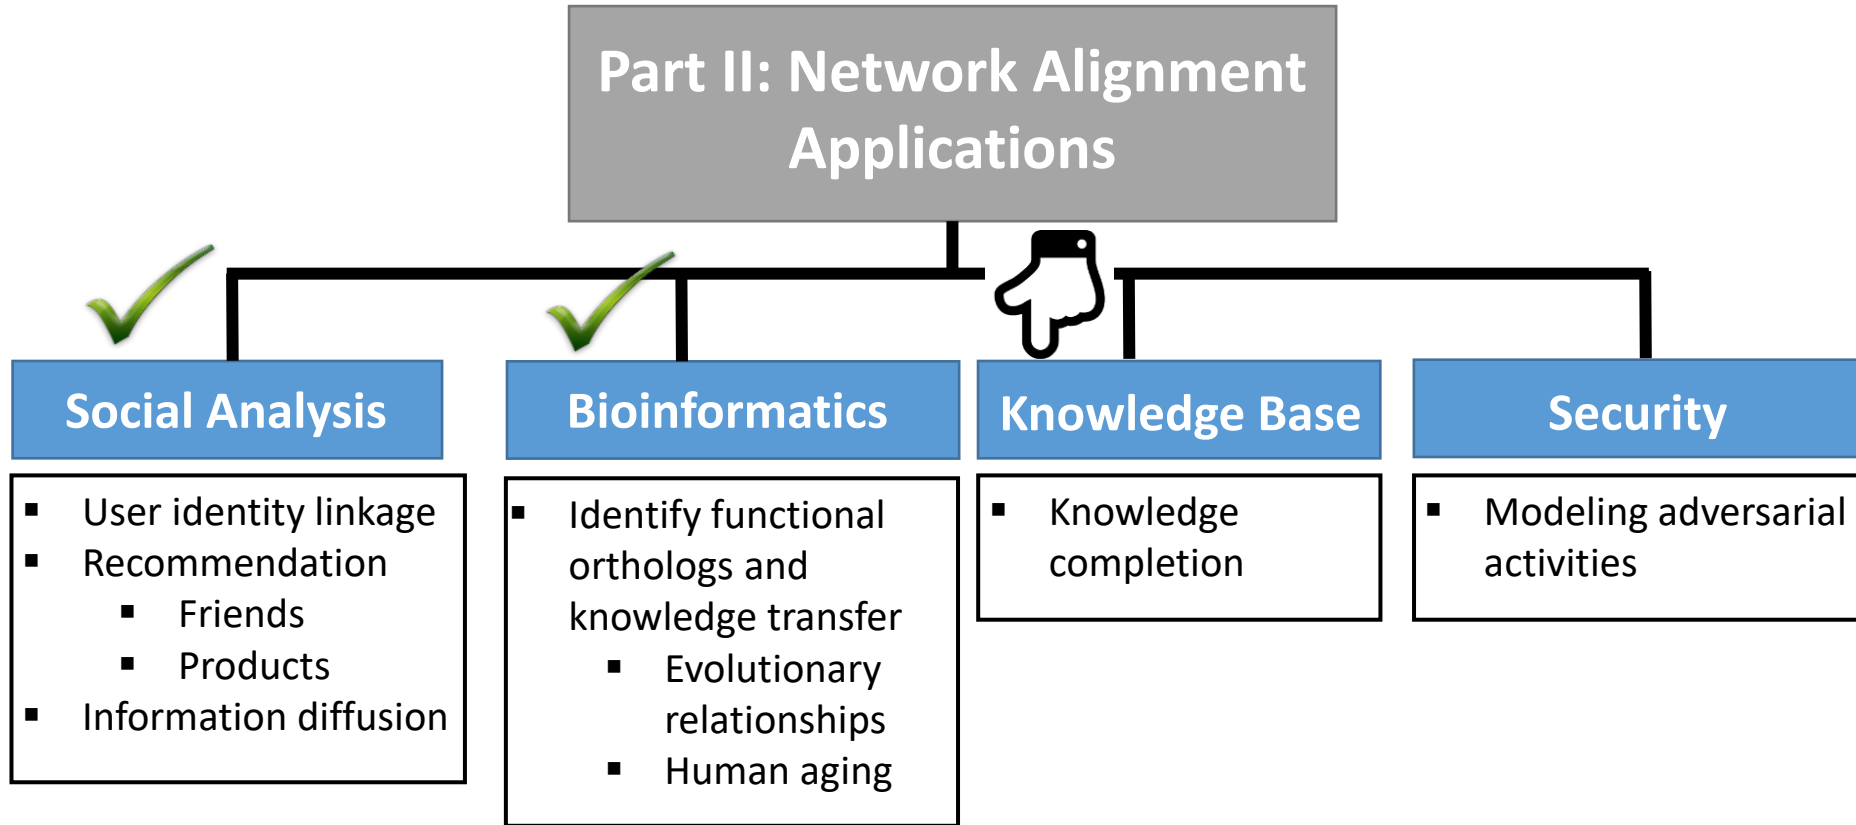 Part II: Network Alignment
Applications
Social Analysis
▪ User identity linkage
▪ Recommendation
▪ Friends
▪ Products
▪ Information diffusion
Bioinformatics
▪ Identify functional
orthologs and
knowledge transfer
▪ Evolutionary
relationships
▪ Human aging
Knowledge Base
▪ Knowledge
completion
Security
▪ Modeling adversarial
activities